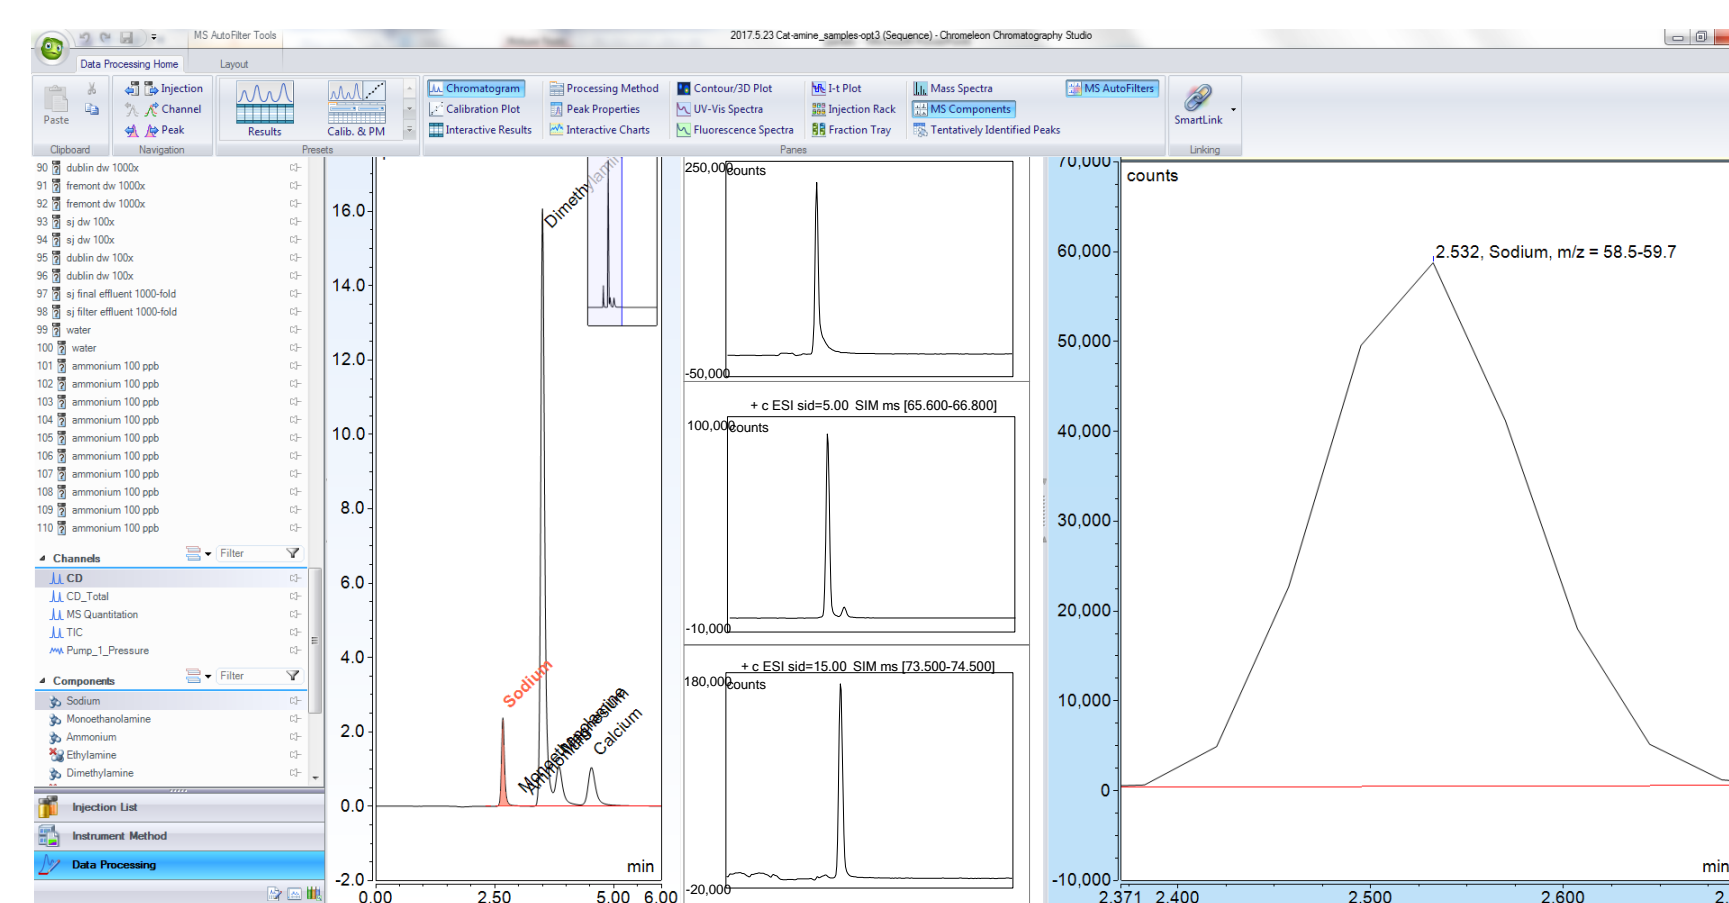 MS AutoFilter Tools
2017.5.23 Cat-amine_samples-opt3 (Sequence) - Chromeleon Chromatography Studio
Data Processing Home
Layout
Paste
Clipboard
Injection
Channel
Peak
Navigation
Results
Calib. & PM
Presets
Chromatogram
Calibration Plot
Interactive Results
Processing Method
Peak Properties
Interactive Charts
Contour/3D Plot
UV-Vis Spectra
Fluorescence Spectra
I-t Plot
Injection Rack
Fraction Tray
Mass Spectra
MS Components
Tentatively Identified Peaks
MS AutoFilters
Panes
SmartLink
Linking
90 dublin dw 1000x
91 fremont dw 1000x
92 fremont dw 1000x
93 sj dw 100x
94 sj dw 100x
95 dublin dw 100x
96 dublin dw 100x
97 sj final effluent 1000-fold
98 sj filter effluent 1000-fold
99 water
100 water
101 ammonium 100 ppb
102 ammonium 100 ppb
103 ammonium 100 ppb
104 ammonium 100 ppb
105 ammonium 100 ppb
106 ammonium 100 ppb
107 ammonium 100 ppb
108 ammonium 100 ppb
109 ammonium 100 ppb
110 ammonium 100 ppb
Channels
Filter
CD
CD_Total
MS Quantitation
TIC
Pump_1_Pressure
Components
Filter
Sodium
Monoethanolamine
Ammonium
Ethylamine
Dimethylamine
Injection List
Instrument Method
Data Processing
16.0
14.0
12.0
10.0
8.0
6.0
4.0
2.0
0.0
-2.0
Dimethylamine
Sodium
Monoethanolamine
Ammonium
Magnesium
Calcium
min
0.00
2.50
5.00
6.00
250,000
counts
-50,000
+ c ESI sid=5.00 SIM ms [65.600-66.800]
100,000
counts
-10,000
+ c ESI sid=15.00 SIM ms [73.500-74.500]
180,000
counts
-20,000
70,000
counts
60,000
50,000
40,000
30,000
20,000
10,000
0
-10,000
2.532, Sodium, m/z = 58.5-59.7
min
2.371
2.400
2.500
2.600